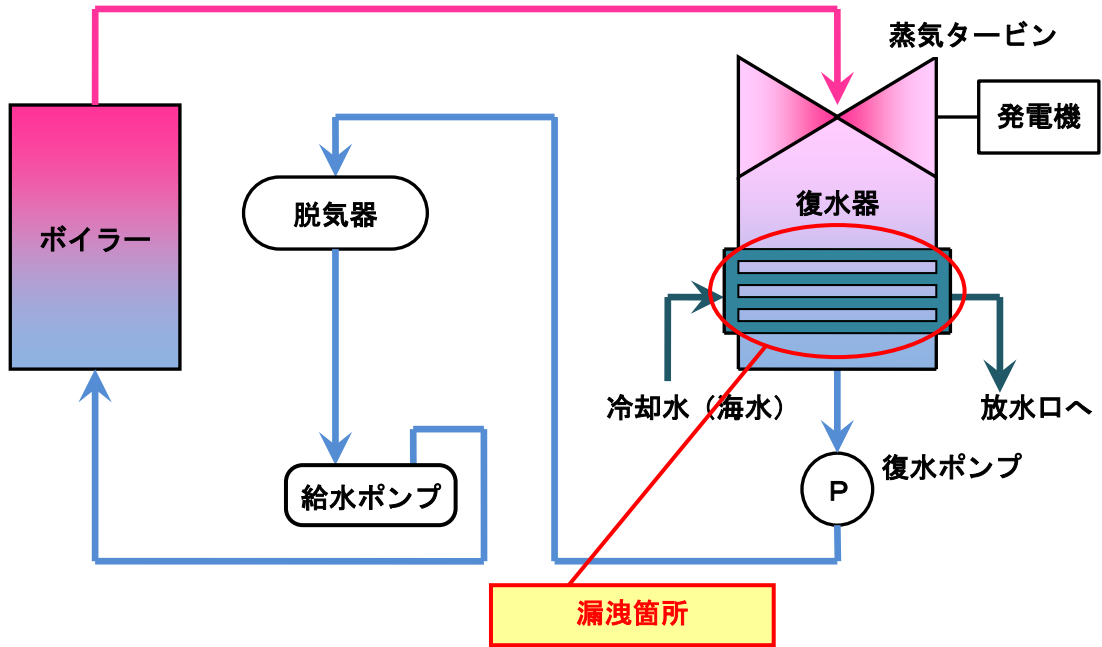 蒸気タービン
発電機
復水器
脱気器
ボイラー
冷却水（海水）
放水口へ
復水ポンプ
P
給水ポンプ
漏洩箇所